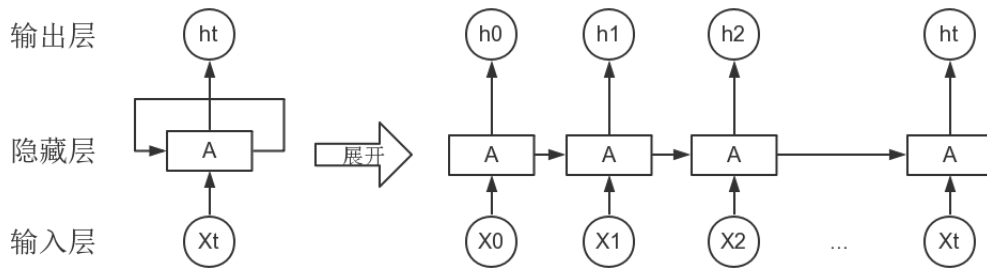 输出层 ht h0 h1 h2 ht
隐藏层 A 展开 A A A A
输入层 Xt X0 X1 X2 ... Xt